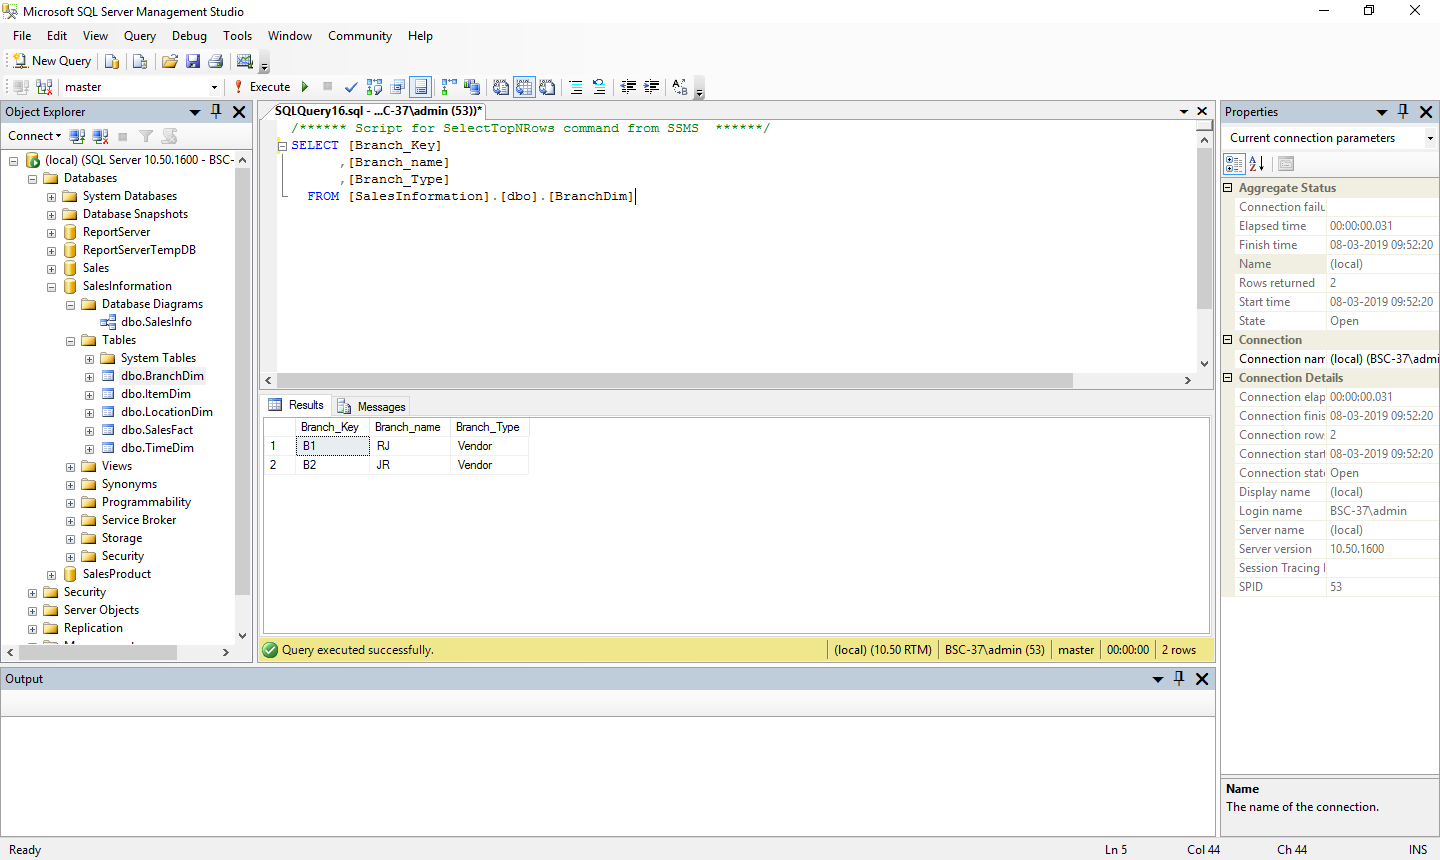 Microsoft SQL Server Management Studio
File Edit View Query Debug Tools Window Community Help
New Query
master
Execute
Object Explorer
Connect
(local) (SQL Server 10.50.1600 - BSC-
Databases
System Databases
Database Snapshots
ReportServer
ReportServerTempDB
Sales
SalesInformation
Database Diagrams
dbo.SalesInfo
Tables
System Tables
dbo.BranchDim
dbo.ItemDim
dbo.LocationDim
dbo.SalesFact
dbo.TimeDim
Views
Synonyms
Programmability
Service Broker
Storage
Security
SalesProduct
Security
Server Objects
Replication
SQLQuery16.sql - ...C-37\admin (53))*
/****** Script for SelectTopNRows command from SSMS  ******/
SELECT [Branch_Key]
,[Branch_name]
,[Branch_Type]
FROM [SalesInformation].[dbo].[BranchDim]
Results Messages
Branch_Key Branch_name Branch_Type
1 B1 RJ Vendor
2 B2 JR Vendor
Query executed successfully.
(local) (10.50 RTM) BSC-37\admin (53) master 00:00:00 2 rows
Properties
Current connection parameters
Aggregate Status
Connection failu
Elapsed time 00:00:00.031
Finish time 08-03-2019 09:52:20
Name (local)
Rows returned 2
Start time 08-03-2019 09:52:20
State Open
Connection
Connection nam (local) (BSC-37\admi
Connection Details
Connection elap 00:00:00.031
Connection finis 08-03-2019 09:52:20
Connection row 2
Connection start 08-03-2019 09:52:20
Connection stat Open
Display name (local)
Login name BSC-37\admin
Server name (local)
Server version 10.50.1600
Session Tracing I
SPID 53
Name
The name of the connection.
Output
Ready
Ln 5 Col 44 Ch 44 INS